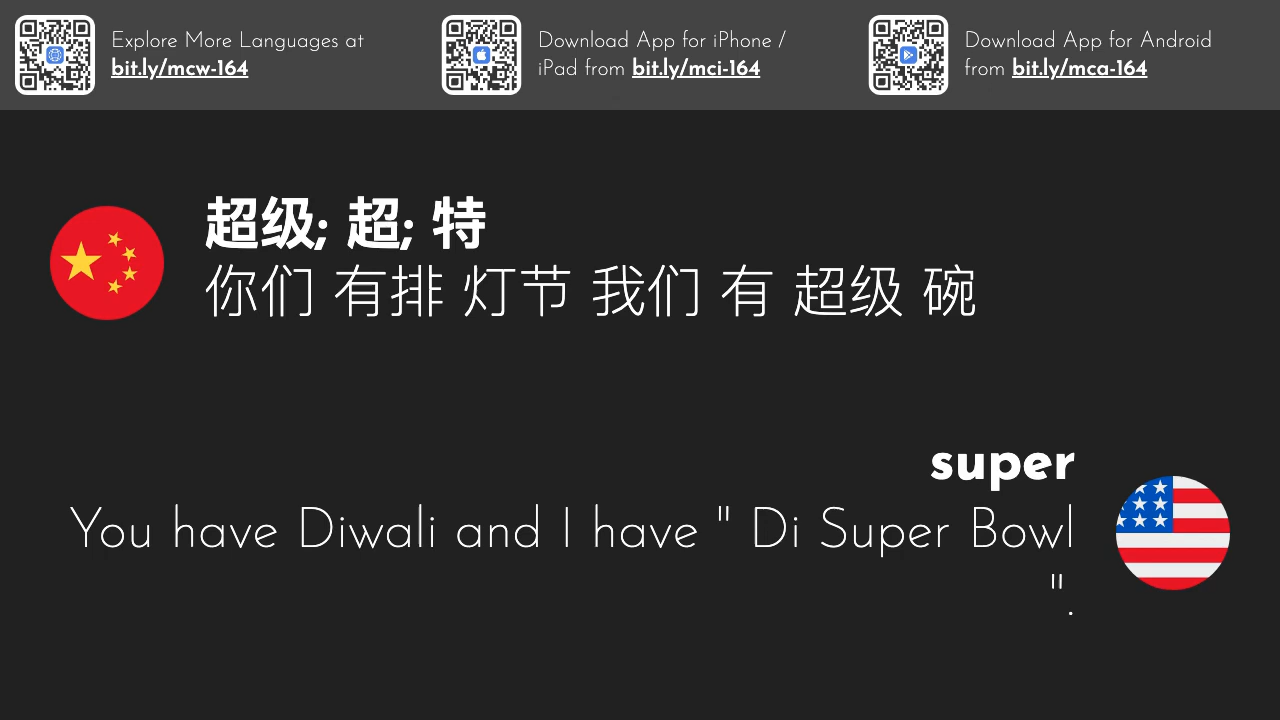 Explore More Languages at
bit.ly/mcw-164
Download App for iPhone /
iPad from bit.ly/mci-164
Download App for Android
from bit.ly/mca-164
超级; 超; 特
你们 有排 灯节 我们 有 超级 碗
super
You have Diwali and I have " Di Super Bowl
".